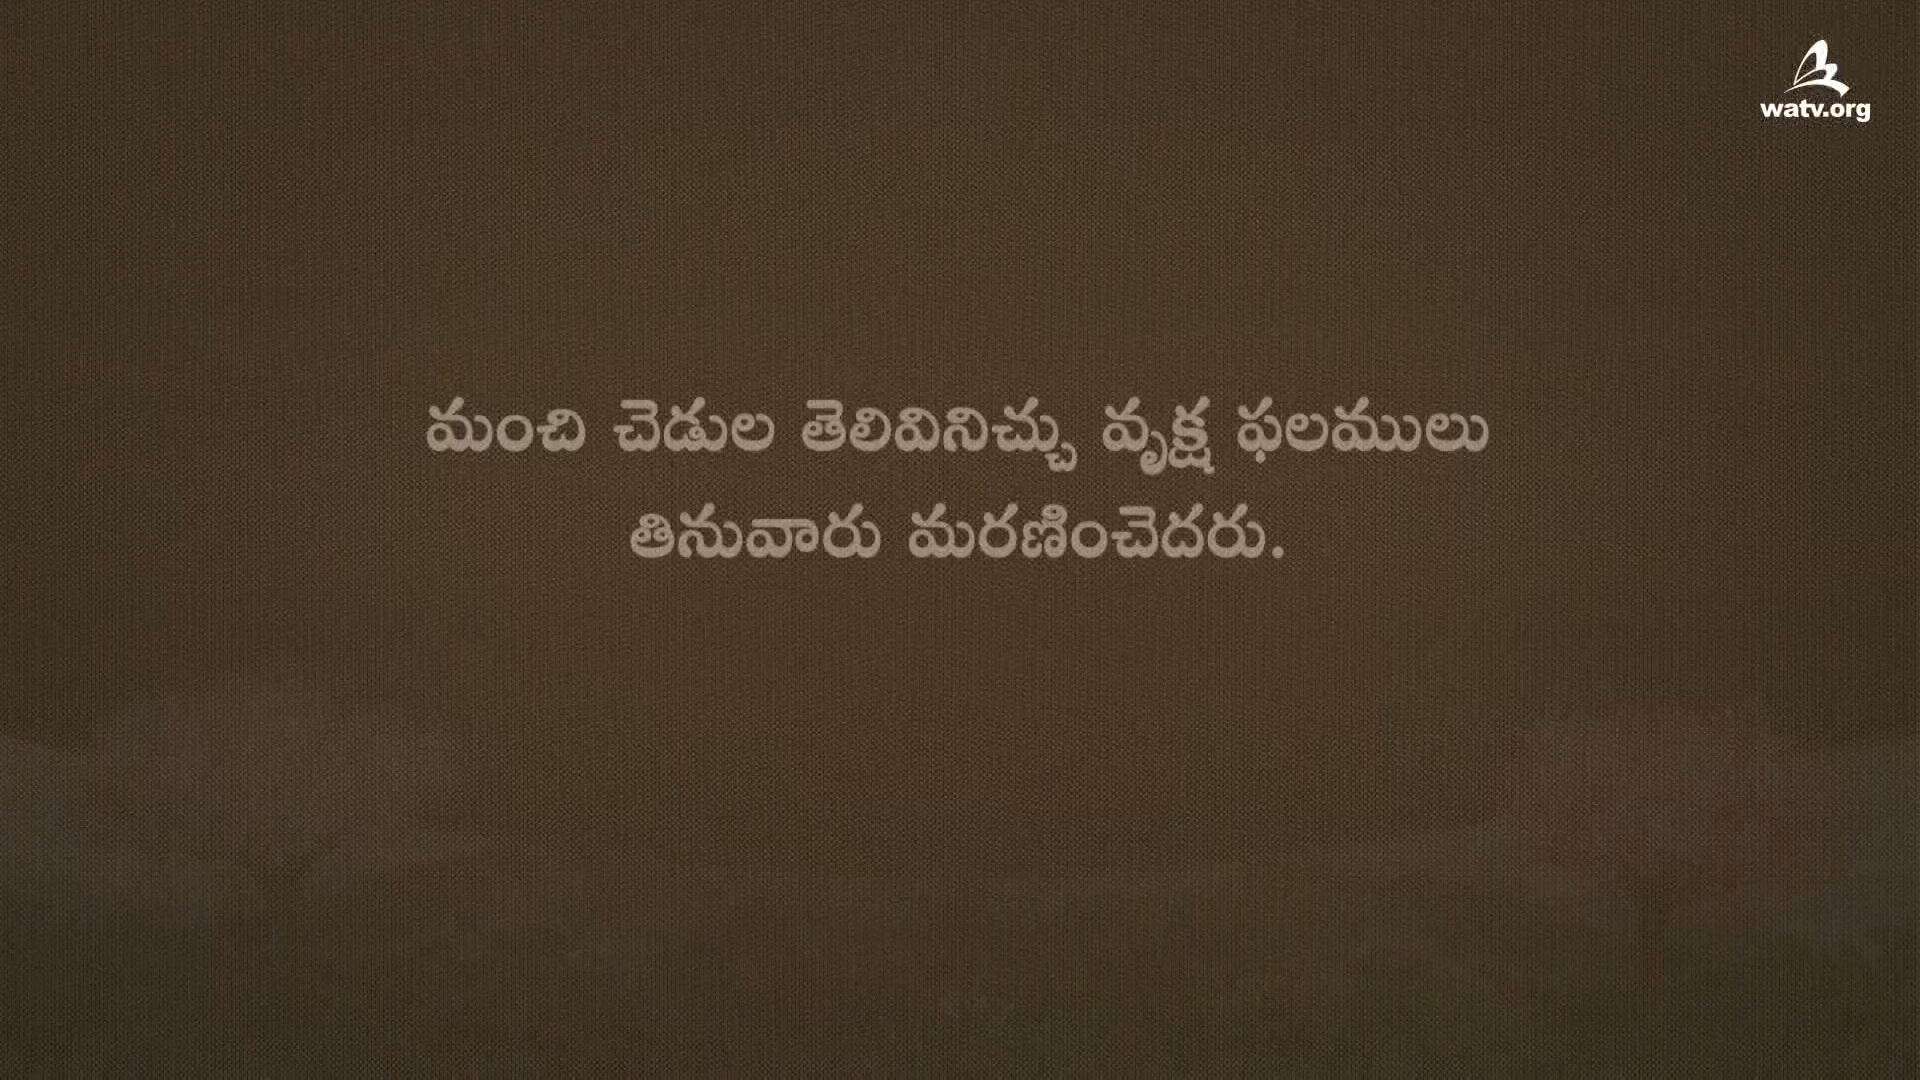 watv.org
మంచి చెడుల తెలివినిచ్చు వృక్ష ఫలములు
తినువారు మరణించెదరు.